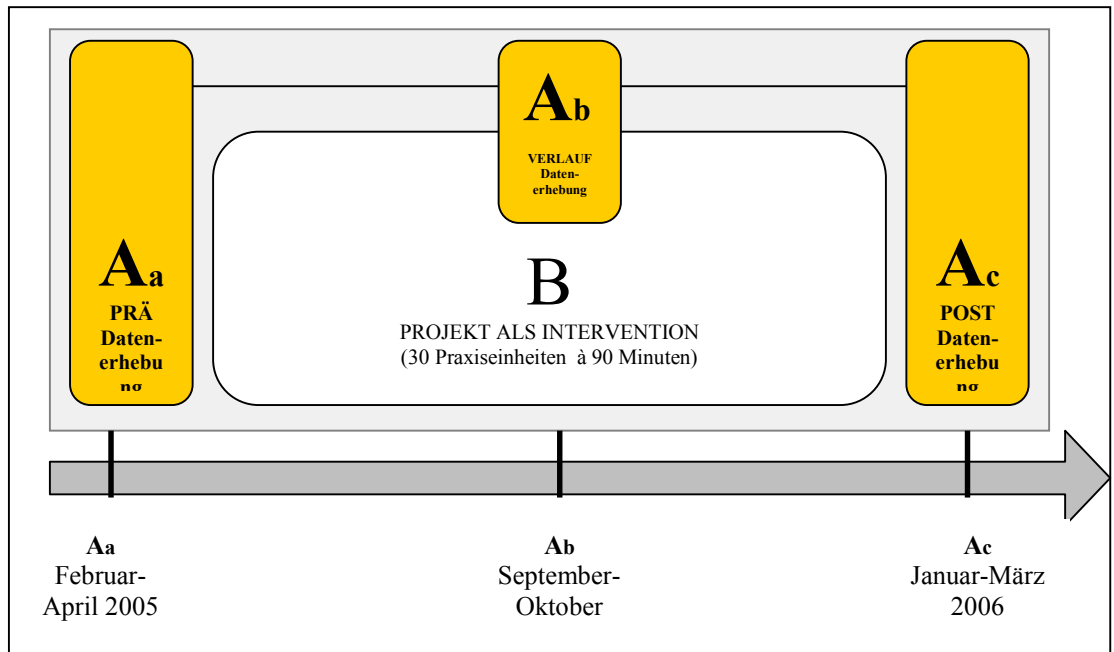 Ab
VERLAUF
Daten-
erhebung
Aa
PRÄ
Daten-
erhebu
ng
B
PROJEKT ALS INTERVENTION
(30 Praxiseinheiten à 90 Minuten)
Ac
POST
Daten-
erhebu
ng
Aa
Februar-
April 2005
Ab
September-
Oktober
Ac
Januar-März
2006